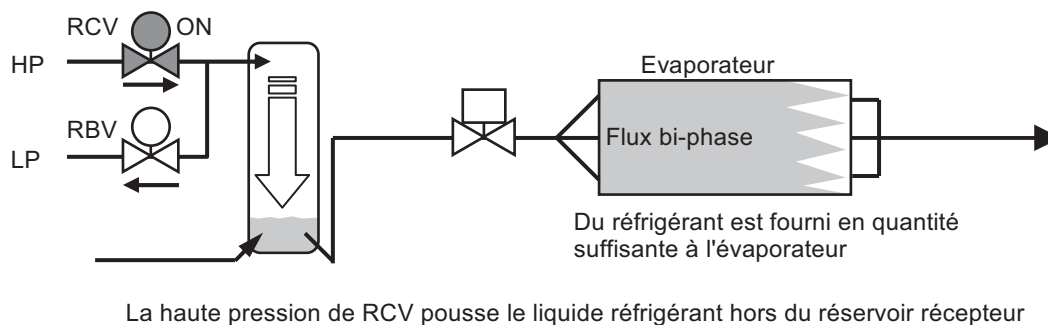 RCV ON
HP
Evaporateur
RBV
Flux bi-phase
LP
Du réfrigérant est fourni en quantité
suffisante à l'évaporateur
La haute pression de RCV pousse le liquide réfrigérant hors du réservoir récepteur